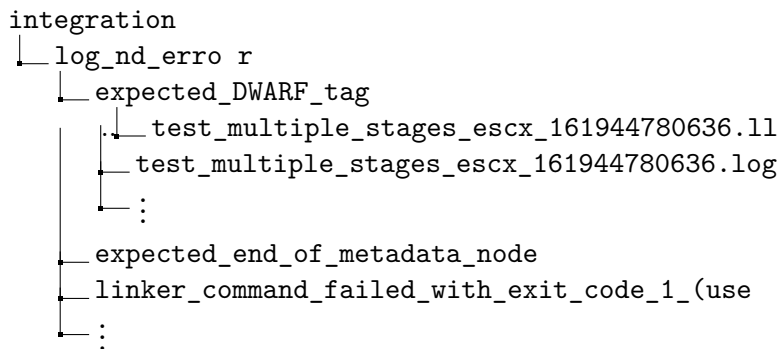 integration
log_nd_erro r
expected_DWARF_tag
test_multiple_stages_escx_161944780636.ll
test_multiple_stages_escx_161944780636.log
⋮
expected_end_of_metadata_node
linker_command_failed_with_exit_code_1_(use
⋮